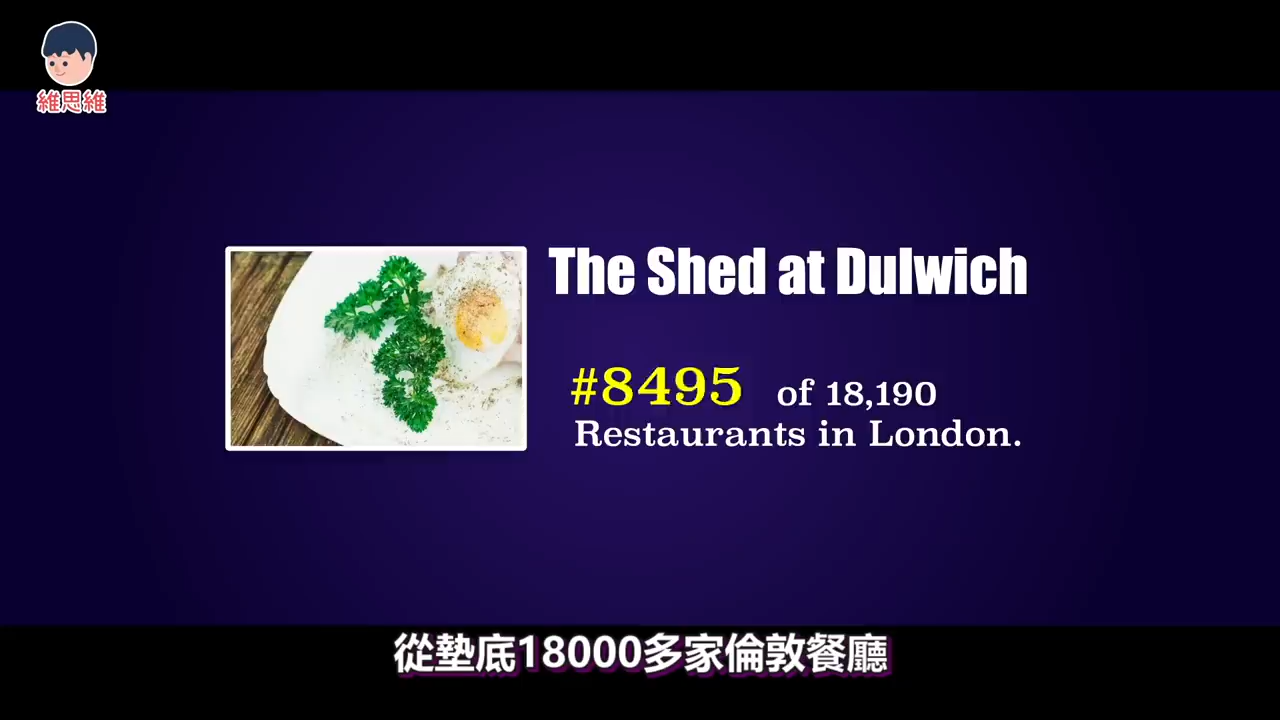 維思維
The Shed at Dulwich
#8495 of 18,190
Restaurants in London.
從墊底18000多家倫敦餐廳